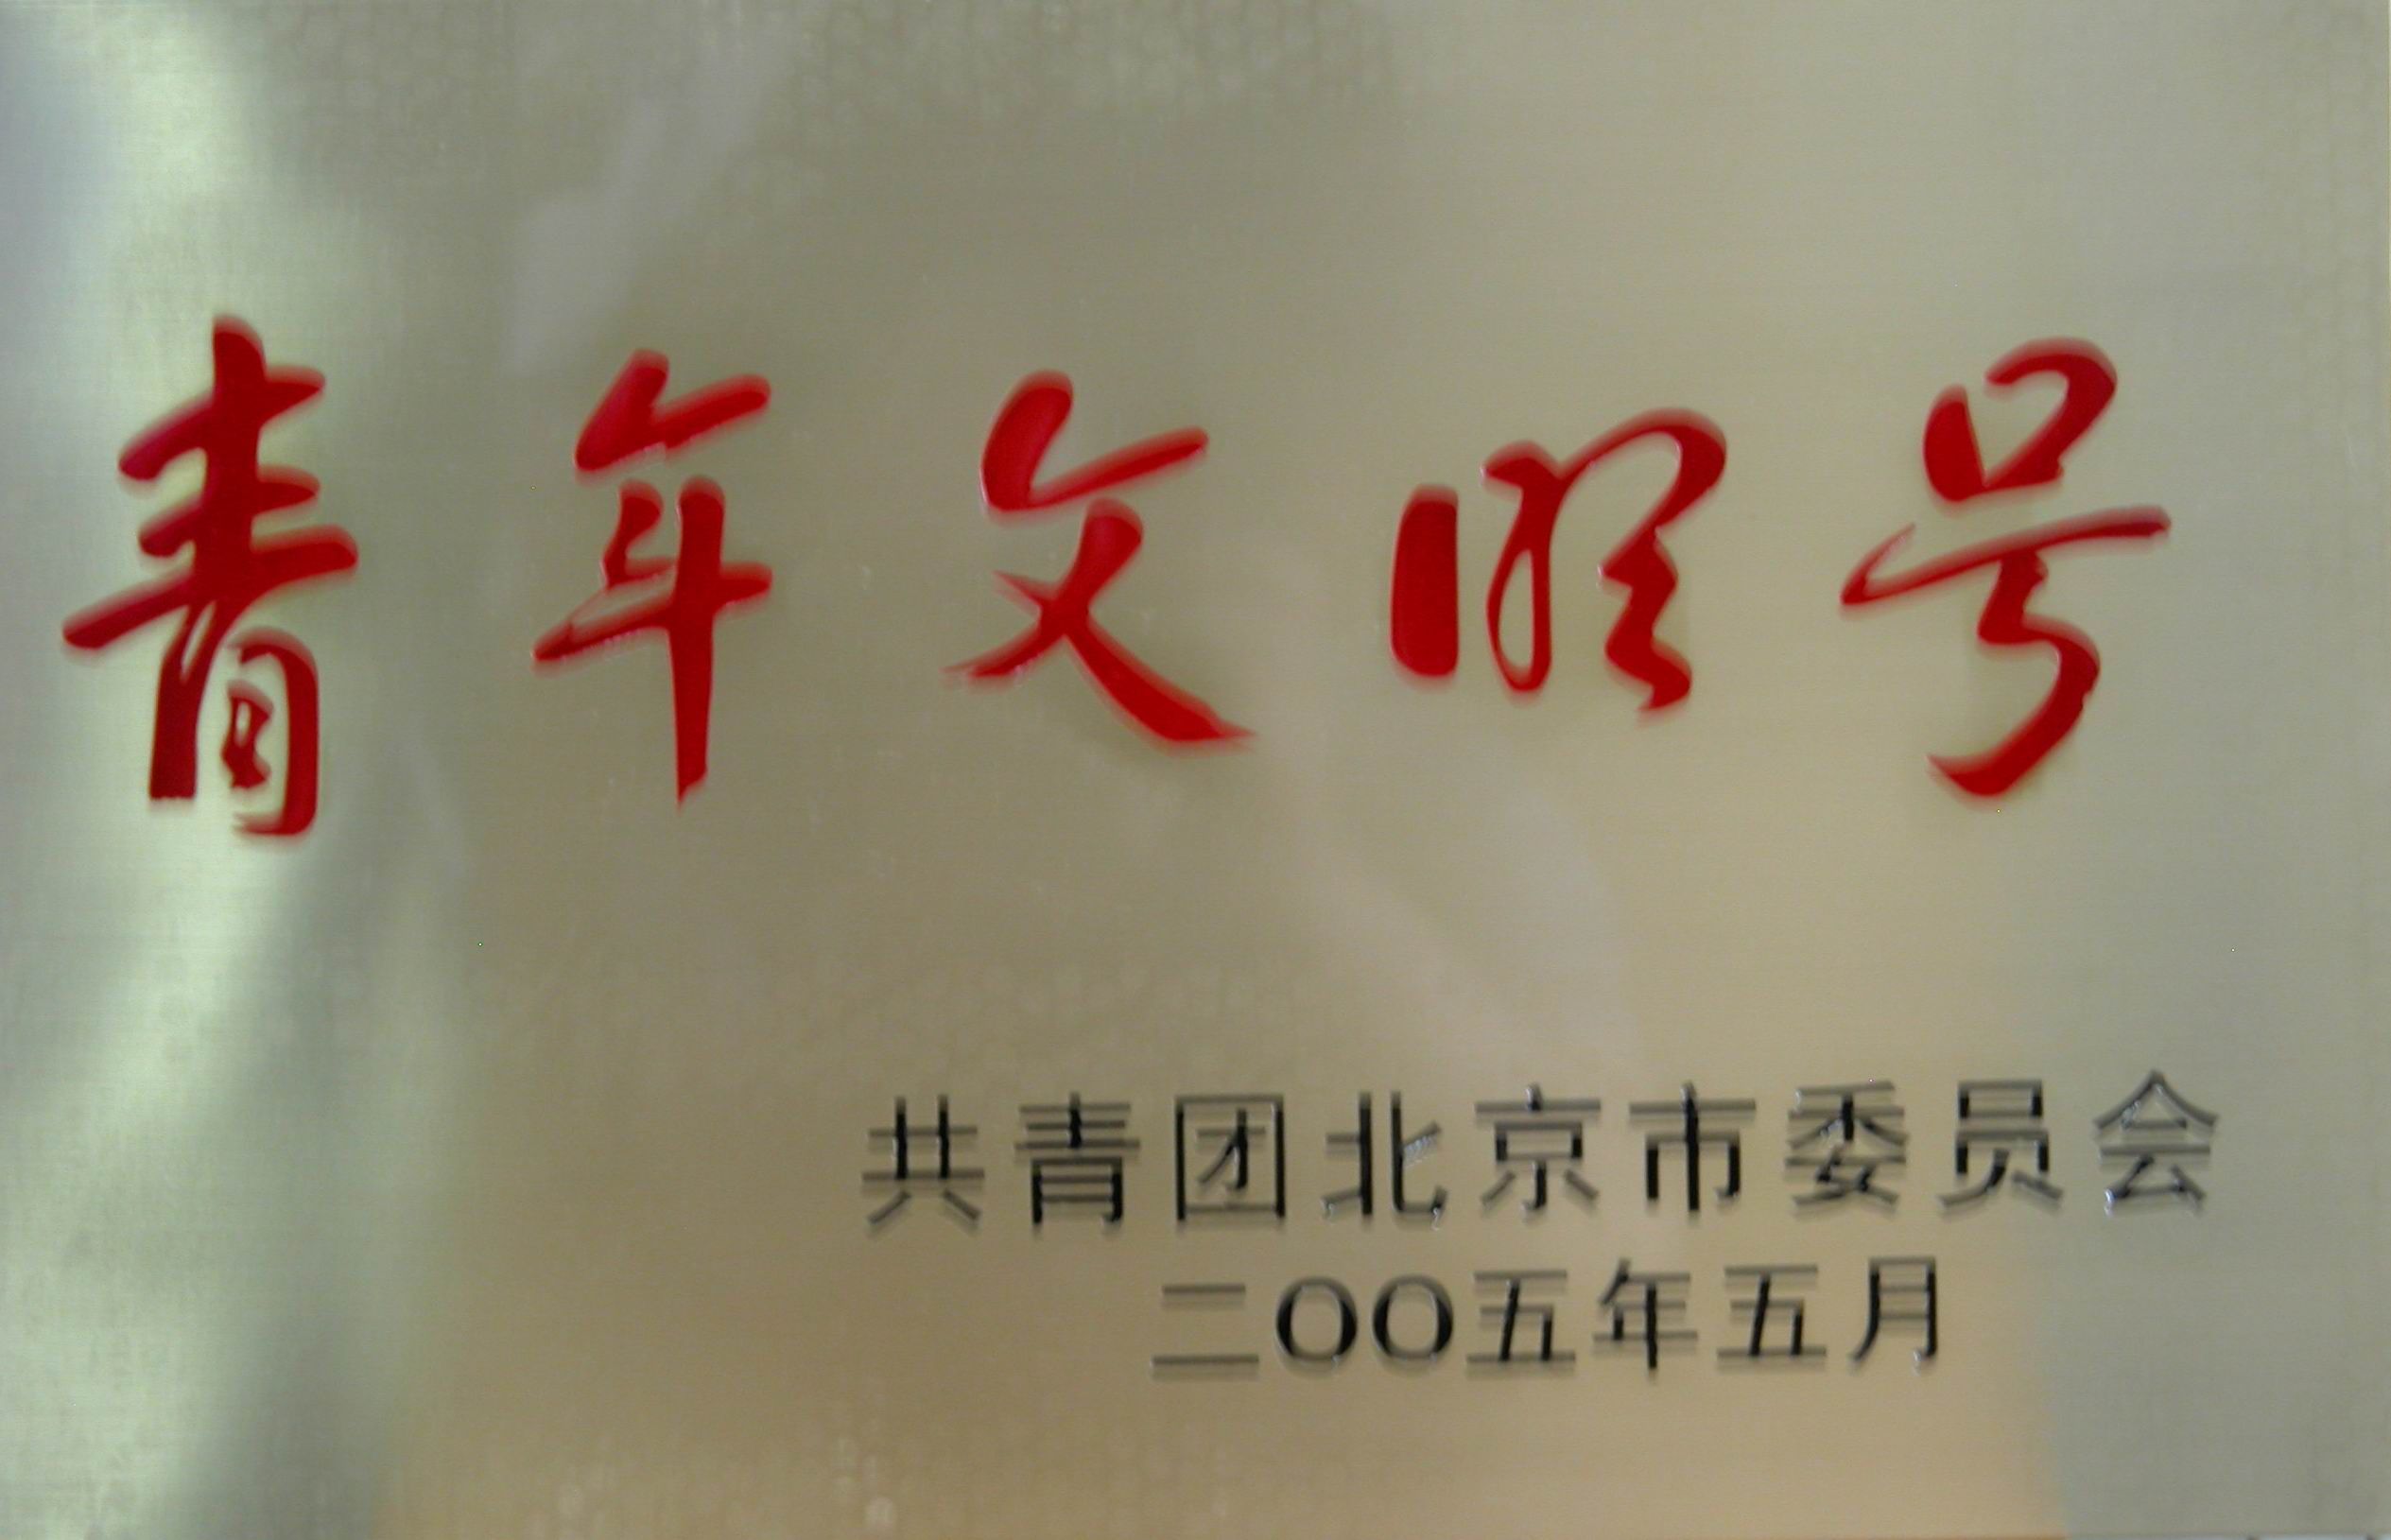 青年文明号
共青团北京市委员会
二OO五年五月